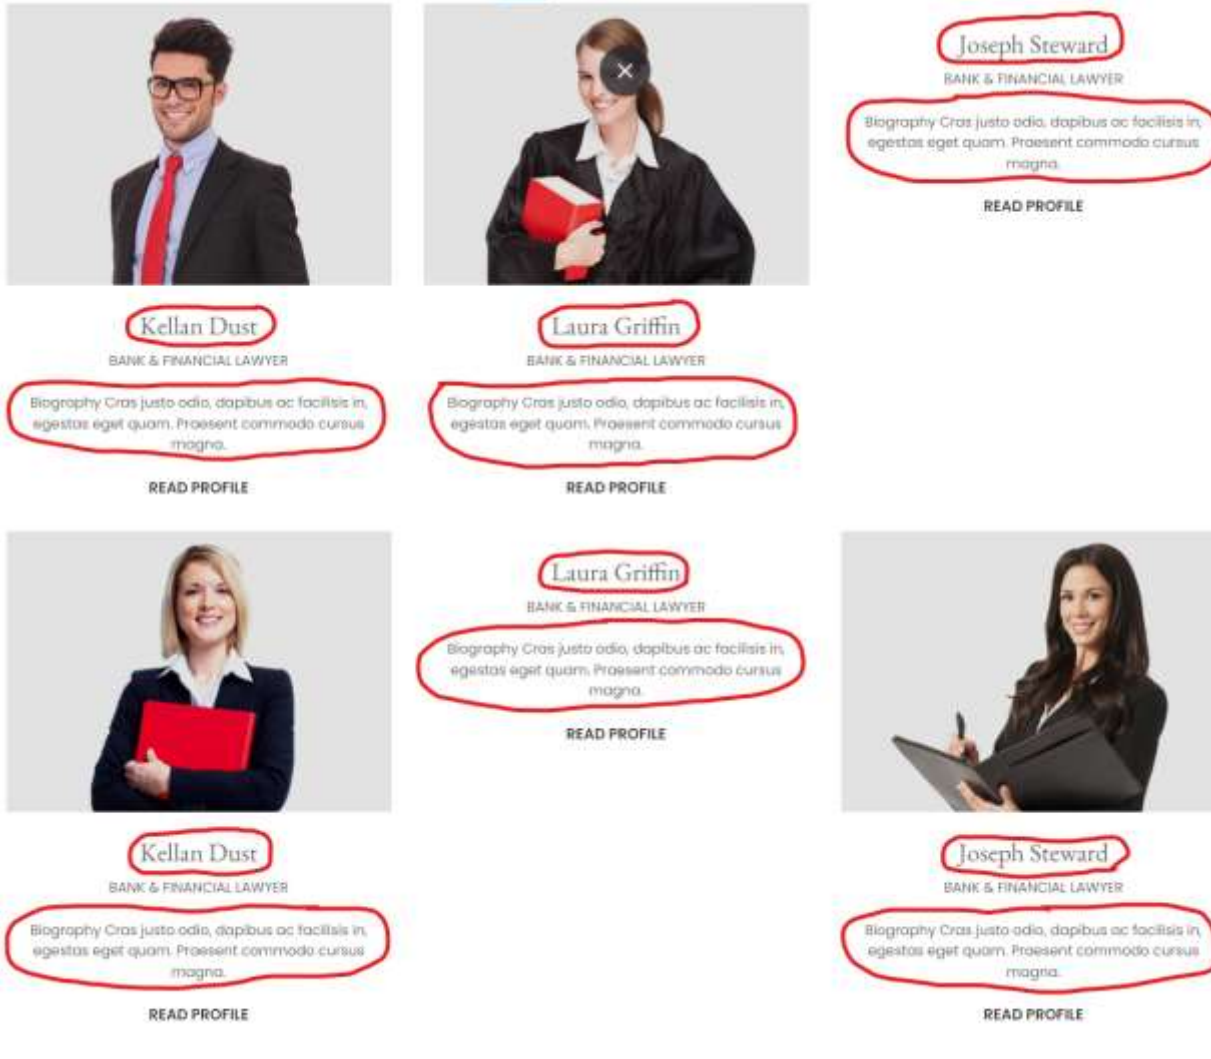 Joseph Steward
BANK & FINANCIAL LAWYER
Biography Cras justo odio, dapibus ac facilisis in,
egestas eget quam. Praesent commodo cursus
magna.
READ PROFILE
Kellan Dust
BANK & FINANCIAL LAWYER
Biography Cras justo odio, dapibus ac facilisis in,
egestas eget quam. Praesent commodo cursus
magna.
READ PROFILE
Laura Griffin
BANK & FINANCIAL LAWYER
Biography Cras justo odio, dapibus ac facilisis in,
egestas eget quam. Praesent commodo cursus
magna.
READ PROFILE
Laura Griffin
BANK & FINANCIAL LAWYER
Biography Cras justo odio, dapibus ac facilisis in,
egestas eget quam. Praesent commodo cursus
magna.
READ PROFILE
Kellan Dust
BANK & FINANCIAL LAWYER
Biography Cras justo odio, dapibus ac facilisis in,
egestas eget quam. Praesent commodo cursus
magna.
READ PROFILE
Joseph Steward
BANK & FINANCIAL LAWYER
Biography Cras justo odio, dapibus ac facilisis in,
egestas eget quam. Praesent commodo cursus
magna.
READ PROFILE